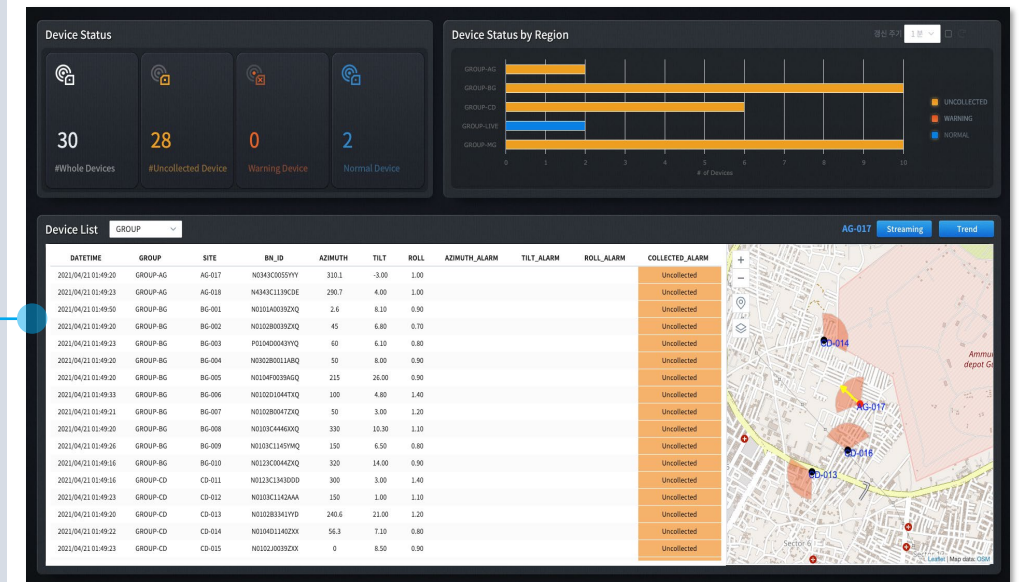 Device Status
30
#Whole Devices
28
#Uncollected Device
0
Warning Device
2
Normal Device
Device Status by Region
갱신 주기 1분
GROUP-AG
GROUP-BG
GROUP-CD
GROUP-LIVE
GROUP-MG
0 1 2 3 4 5 6 7 8 9 10
# of Devices
UNCOLLECTED
WARNING
NORMAL
Device List GROUP
AG-017 Streaming Trend
DATETIME GROUP SITE BN_ID AZIMUTH TILT ROLL AZIMUTH_ALARM TILT_ALARM ROLL_ALARM COLLECTED_ALARM
2021/04/21 01:49:20 GROUP-AG AG-017 N0343C0055YYY 310.1 -3.00 1.00 Uncollected
2021/04/21 01:49:23 GROUP-AG AG-018 N4343C1139CDE 290.7 4.00 1.00 Uncollected
2021/04/21 01:49:50 GROUP-BG BG-001 N0101A0039ZXQ 2.6 8.10 0.90 Uncollected
2021/04/21 01:49:20 GROUP-BG BG-002 N0102B0039ZXQ 45 6.80 0.70 Uncollected
2021/04/21 01:49:23 GROUP-BG BG-003 P0104D0043YYQ 60 6.10 0.80 Uncollected
2021/04/21 01:49:20 GROUP-BG BG-004 N0302B0011ABQ 50 8.00 0.90 Uncollected
2021/04/21 01:49:20 GROUP-BG BG-005 N0104F0039AGQ 215 26.00 0.90 Uncollected
2021/04/21 01:49:33 GROUP-BG BG-006 N0102D1044TXQ 100 4.80 1.40 Uncollected
2021/04/21 01:49:21 GROUP-BG BG-007 N0102B0047ZXQ 50 3.00 1.20 Uncollected
2021/04/21 01:49:20 GROUP-BG BG-008 N0103C4446XXQ 330 10.30 1.10 Uncollected
2021/04/21 01:49:26 GROUP-BG BG-009 N0103C1145YMQ 150 6.50 0.80 Uncollected
2021/04/21 01:49:16 GROUP-BG BG-010 N0123C0044ZXQ 320 14.00 0.90 Uncollected
2021/04/21 01:49:16 GROUP-CD CD-011 N0123C1343DDD 300 3.00 1.40 Uncollected
2021/04/21 01:49:23 GROUP-CD CD-012 N0103C1142AAA 150 1.00 1.10 Uncollected
2021/04/21 01:49:20 GROUP-CD CD-013 N0102B3341YYD 240.6 21.00 1.20 Uncollected
2021/04/21 01:49:22 GROUP-CD CD-014 N0104D1140ZXX 56.3 7.10 0.80 Uncollected
2021/04/21 01:49:23 GROUP-CD CD-015 N0102J0039ZXX 0 8.50 0.90 Uncollected
+
−
CD-014
depot
AG-017
CD-016
CD-013
Sector 6
Leaflet | Map data: OSM